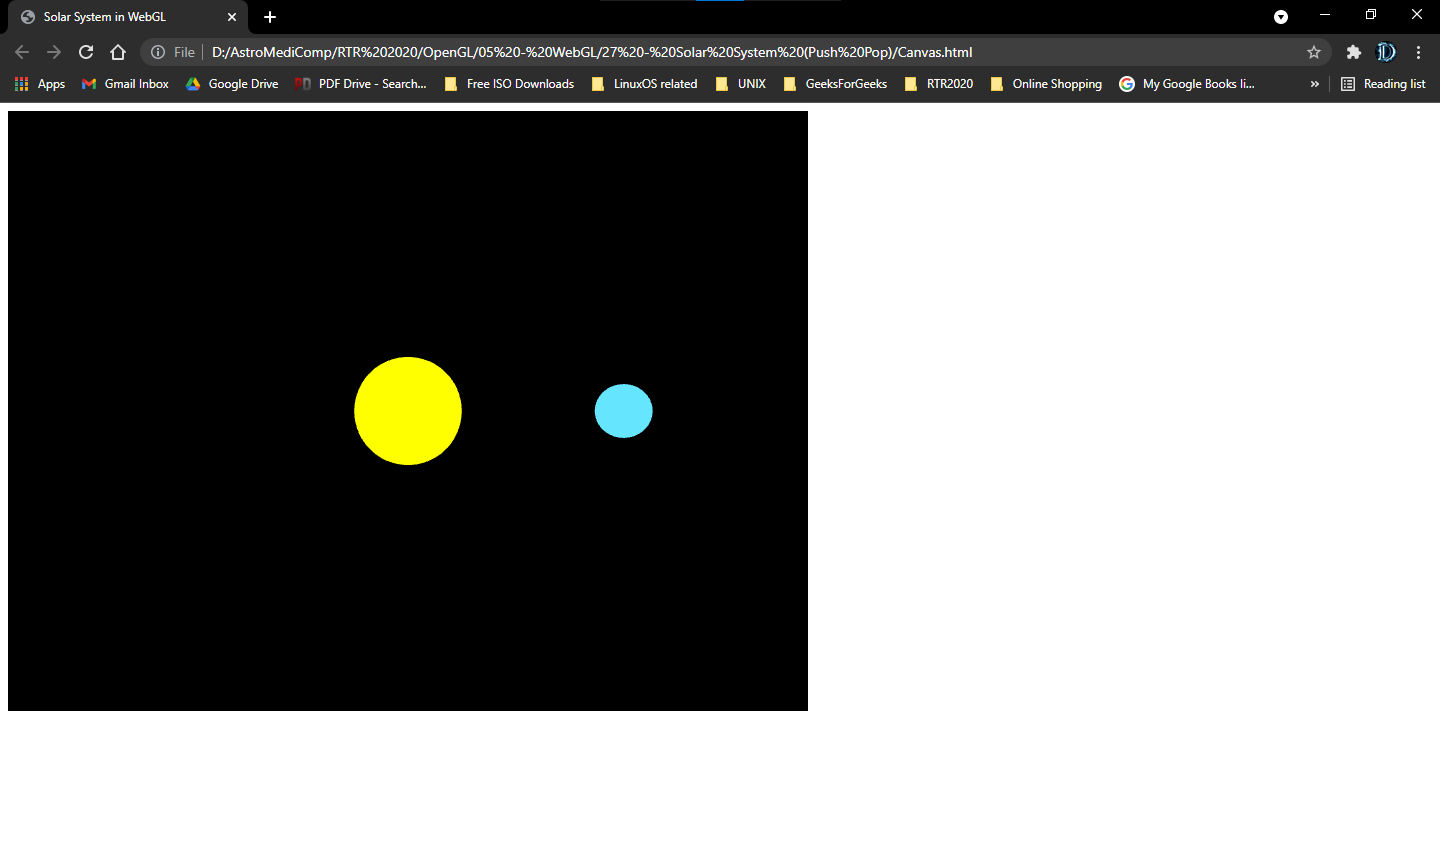 Solar System in WebGL
File D:/AstroMediComp/RTR%202020/OpenGL/05%20-%20WebGL/27%20-%20Solar%20System%20(Push%20Pop)/Canvas.html
Apps Gmail Inbox Google Drive PDF Drive - Search... Free ISO Downloads LinuxOS related UNIX GeeksForGeeks RTR2020 Online Shopping My Google Books li... » Reading list